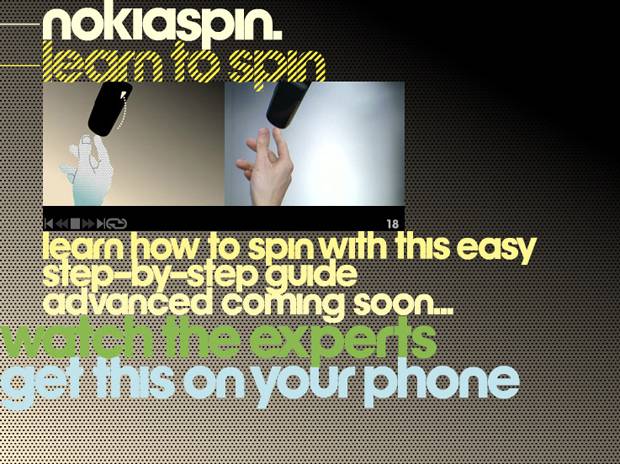 nokiaspin.
learn to spin
18
learn how to spin with this easy
step-by-step guide
advanced coming soon...
watch the experts
get this on your phone